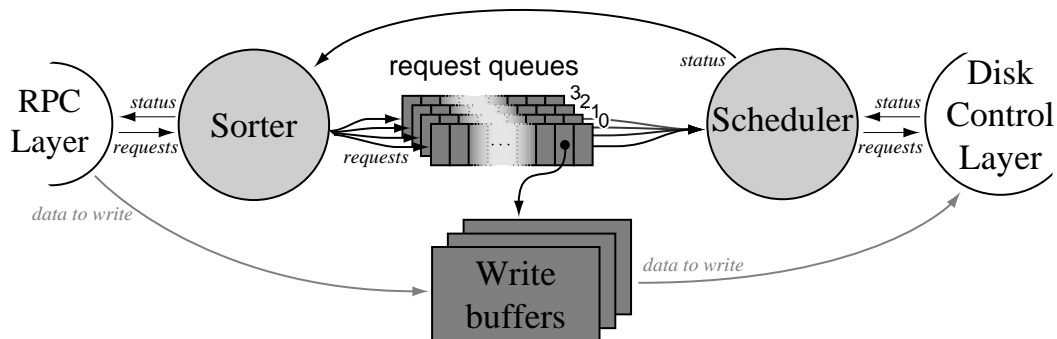 status
request queues
RPC
Layer
status
requests
Sorter
requests
3
2
1
0
. . .
Scheduler
status
requests
Disk
Control
Layer
data to write
Write
buffers
data to write